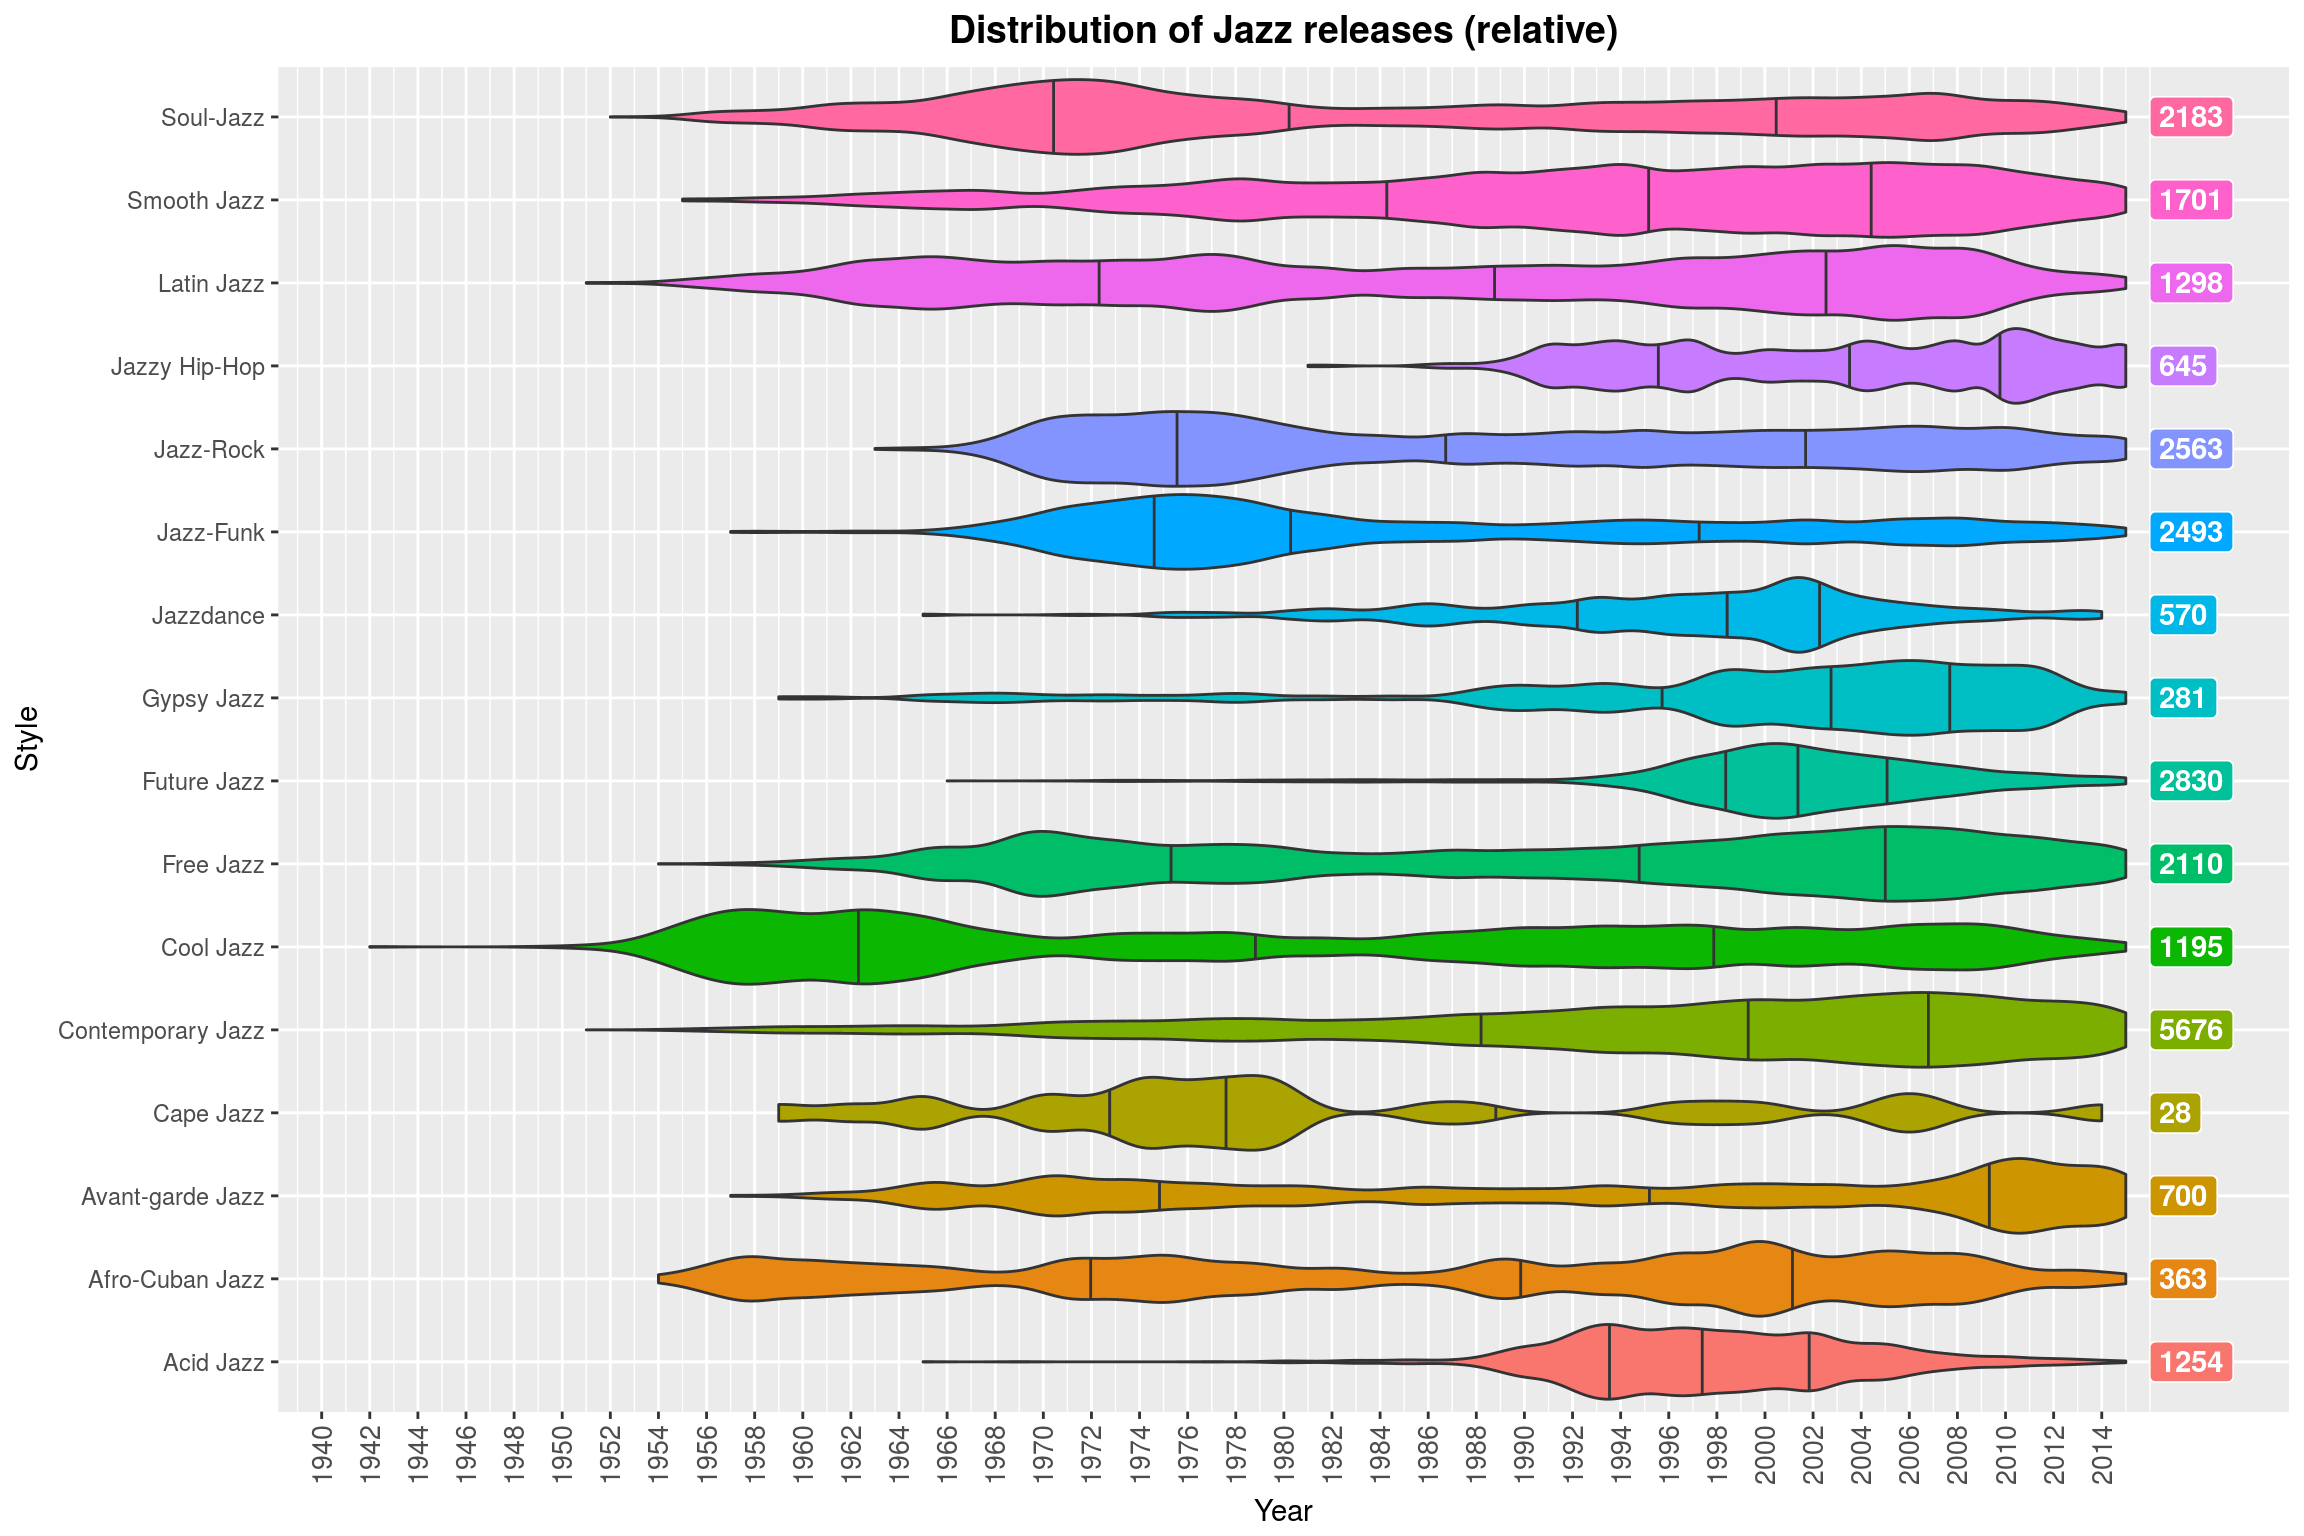 Distribution of Jazz releases (relative)
Soul-Jazz 2183
Smooth Jazz 1701
Latin Jazz 1298
Jazzy Hip-Hop 645
Jazz-Rock 2563
Jazz-Funk 2493
Jazzdance 570
Gypsy Jazz 281
Future Jazz 2830
Free Jazz 2110
Cool Jazz 1195
Contemporary Jazz 5676
Cape Jazz 28
Avant-garde Jazz 700
Afro-Cuban Jazz 363
Acid Jazz 1254
Style
1940 1942 1944 1946 1948 1950 1952 1954 1956 1958 1960 1962 1964 1966 1968 1970 1972 1974 1976 1978 1980 1982 1984 1986 1988 1990 1992 1994 1996 1998 2000 2002 2004 2006 2008 2010 2012 2014
Year